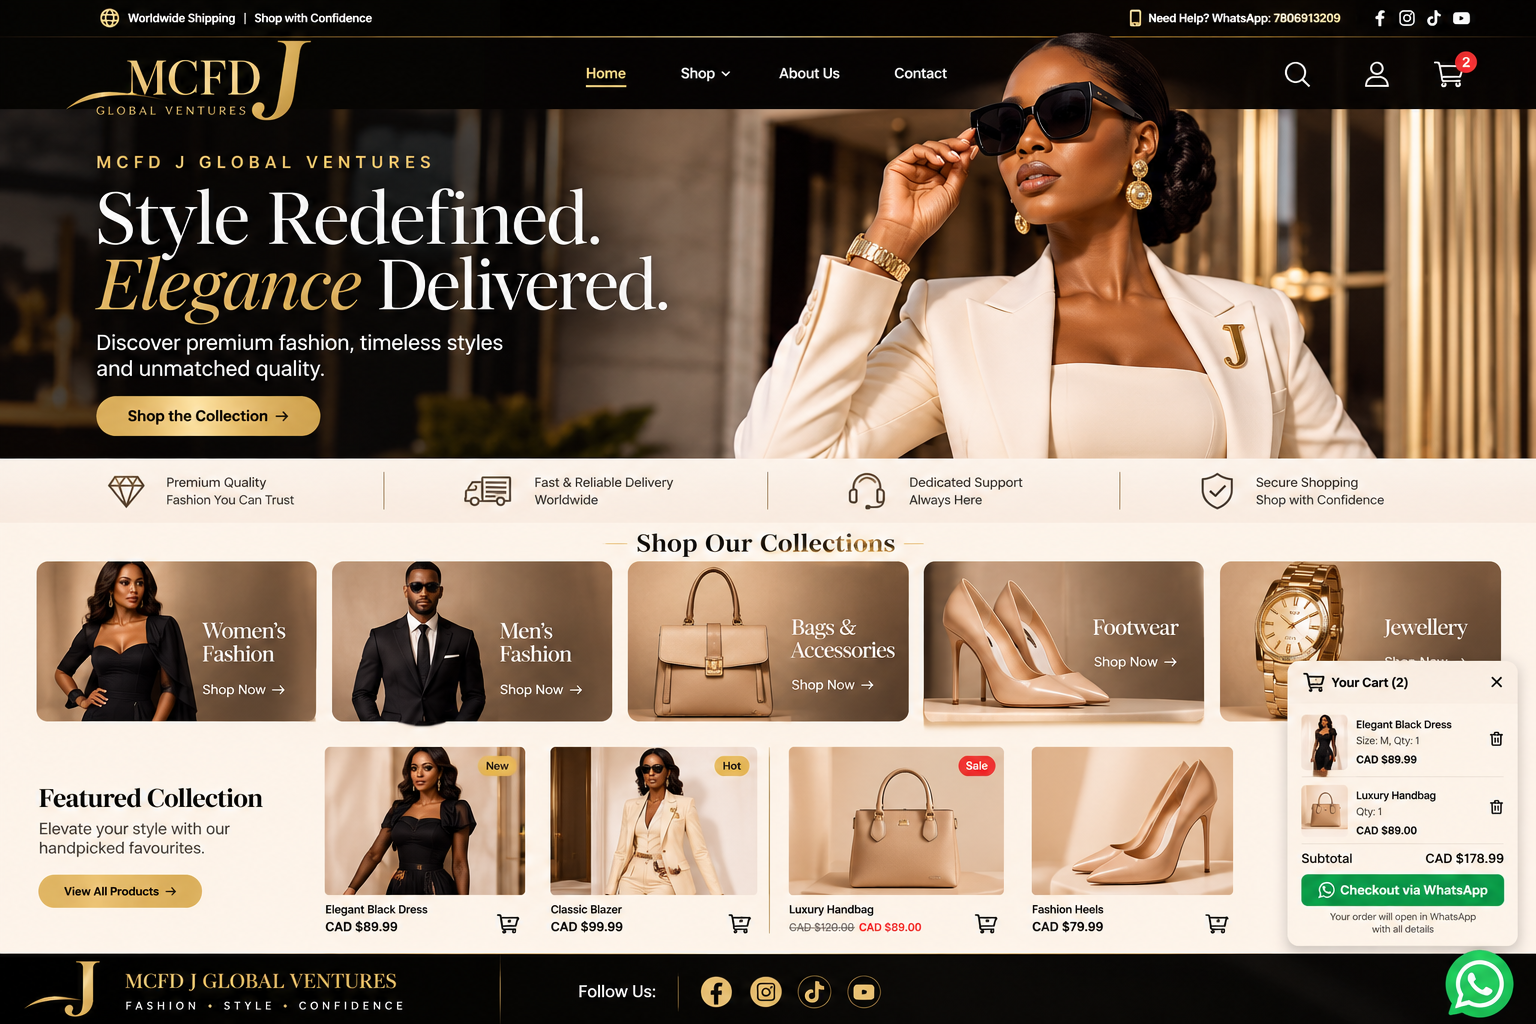 Worldwide Shipping | Shop with Confidence
Need Help? WhatsApp: 7806913209
MCFD J
GLOBAL VENTURES
Home
Shop
About Us
Contact
2
MCFD J GLOBAL VENTURES
Style Redefined.
Elegance Delivered.
Discover premium fashion, timeless styles
and unmatched quality.
Shop the Collection →
J
Premium Quality
Fashion You Can Trust
Fast & Reliable Delivery
Worldwide
Dedicated Support
Always Here
Secure Shopping
Shop with Confidence
Shop Our Collections
Women's
Fashion
Shop Now →
Men's
Fashion
Shop Now →
Bags &
Accessories
Shop Now →
Footwear
Shop Now →
Jewellery
Shop Now →
Featured Collection
Elevate your style with our
handpicked favourites.
View All Products →
New
Elegant Black Dress
CAD $89.99
Hot
Classic Blazer
CAD $99.99
Sale
Luxury Handbag
CAD $120.00 CAD $89.00
Fashion Heels
CAD $79.99
Your Cart (2)
Elegant Black Dress
Size: M, Qty: 1
CAD $89.99
Luxury Handbag
Qty: 1
CAD $89.00
Subtotal CAD $178.99
Checkout via WhatsApp
Your order will open in WhatsApp
with all details
J
MCFD J GLOBAL VENTURES
FASHION • STYLE • CONFIDENCE
Follow Us: